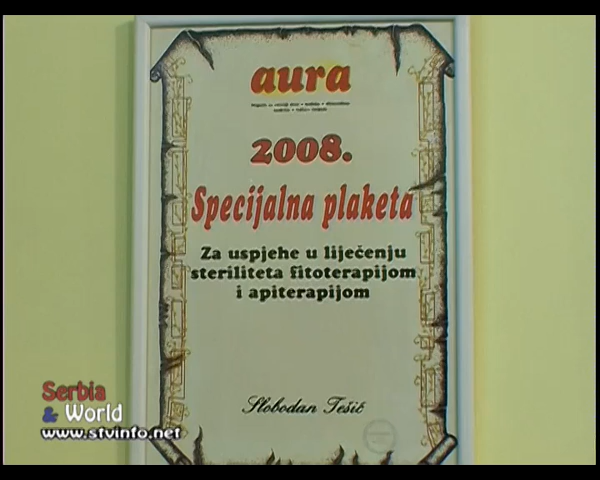 aura
2008.
Specijalna plaketa
Za uspjehe u liječenju
steriliteta fitoterapijom
i apiterapijom
Slobodan Tešić
Serbia
& World
www.stvinfo.net